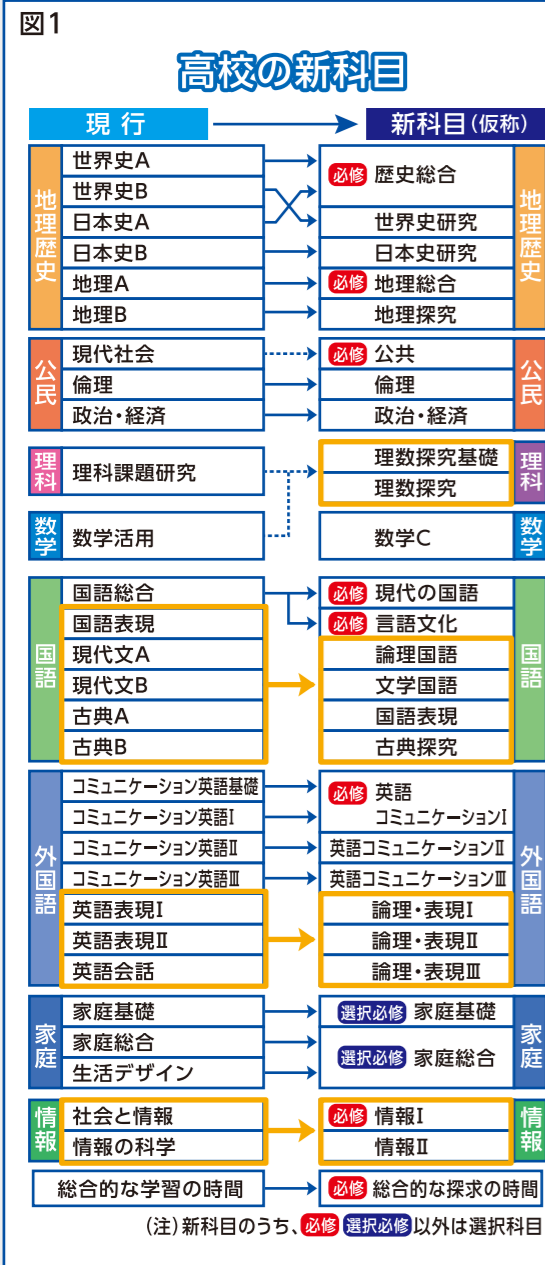 図1
高校の新科目
現行
新科目(仮称)
地理歴史
世界史A
世界史B
日本史A
日本史B
地理A
地理B
必修 歴史総合
世界史研究
日本史研究
必修 地理総合
地理探究
地理歴史
公民
現代社会
倫理
政治・経済
必修 公共
倫理
政治・経済
公民
理科
理科課題研究
理数探究基礎
理数探究
理科
数学
数学活用
数学C
数学
国語
国語総合
国語表現
現代文A
現代文B
古典A
古典B
必修 現代の国語
必修 言語文化
論理国語
文学国語
国語表現
古典探究
国語
外国語
コミュニケーション英語基礎
コミュニケーション英語Ⅰ
コミュニケーション英語Ⅱ
コミュニケーション英語Ⅲ
英語表現Ⅰ
英語表現Ⅱ
英語会話
必修 英語
コミュニケーションⅠ
英語コミュニケーションⅡ
英語コミュニケーションⅢ
論理・表現Ⅰ
論理・表現Ⅱ
論理・表現Ⅲ
外国語
家庭
家庭基礎
家庭総合
生活デザイン
選択必修 家庭基礎
選択必修 家庭総合
家庭
情報
社会と情報
情報の科学
必修 情報Ⅰ
情報Ⅱ
情報
総合的な学習の時間
必修 総合的な探求の時間
(注)新科目のうち、必修 選択必修以外は選択科目